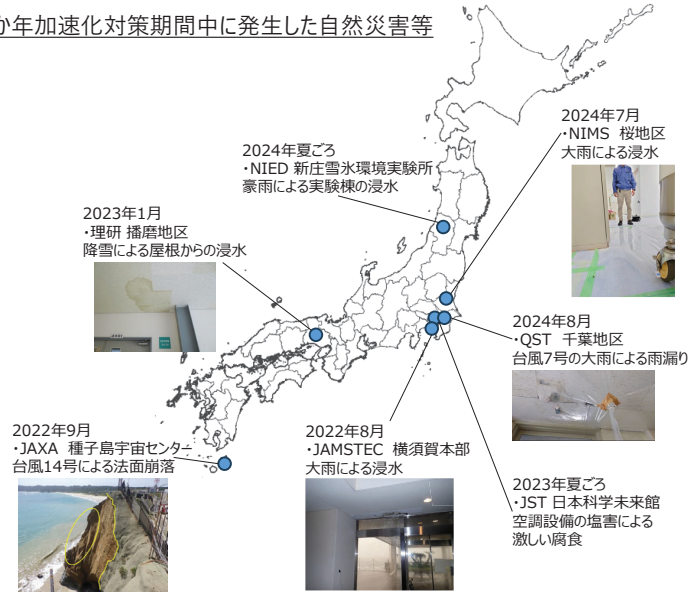 か年加速化対策期間中に発生した自然災害等
2024年7月
・NIMS 桜地区
大雨による浸水
2024年夏ごろ
・NIED 新庄雪氷環境実験所
豪雨による実験棟の浸水
2023年1月
・理研 播磨地区
降雪による屋根からの浸水
2024年8月
・QST 千葉地区
台風7号の大雨による雨漏り
2022年9月
・JAXA 種子島宇宙センター
台風14号による法面崩落
2022年8月
・JAMSTEC 横須賀本部
大雨による浸水
2023年夏ごろ
・JST 日本科学未来館
空調設備の塩害による
激しい腐食